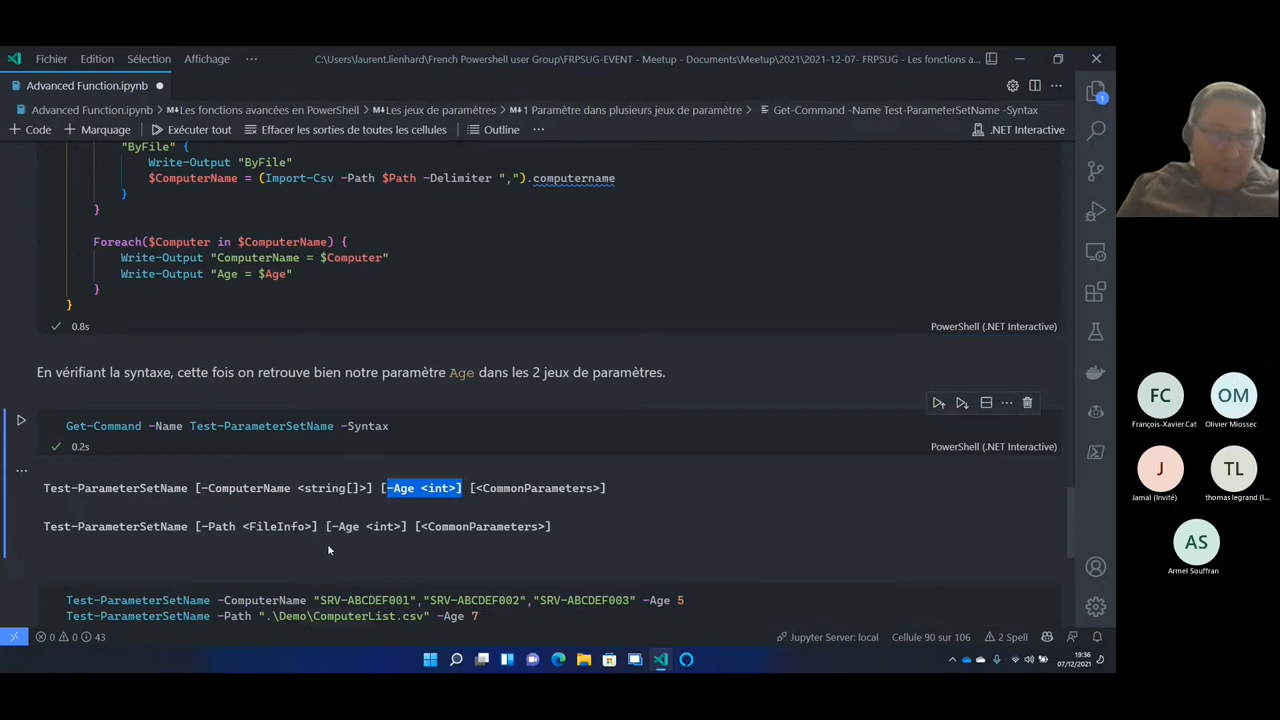 Fichier Edition Sélection Affichage ··· C:\Users\laurent.lienhard\French Powershell user Group\FRPSUG-EVENT - Meetup - Documents\Meetup\2021\2021-12-07- FRPSUG - Les fonctions a...
Advanced Function.ipynb
Advanced Function.ipynb > Les fonctions avancées en PowerShell > Les jeux de paramètres > 1 Paramètre dans plusieurs jeux de paramètre > Get-Command -Name Test-ParameterSetName -Syntax
+ Code + Marquage Exécuter tout Effacer les sorties de toutes les cellules Outline ··· .NET Interactive
"ByFile" {
Write-Output "ByFile"
$ComputerName = (Import-Csv -Path $Path -Delimiter ",").computername
}
}
Foreach($Computer in $ComputerName) {
Write-Output "ComputerName = $Computer"
Write-Output "Age = $Age"
}
}
0.8s PowerShell (.NET Interactive)
En vérifiant la syntaxe, cette fois on retrouve bien notre paramètre Age dans les 2 jeux de paramètres.
Get-Command -Name Test-ParameterSetName -Syntax
0.2s PowerShell (.NET Interactive)
Test-ParameterSetName [-ComputerName <string[]>] [-Age <int>] [<CommonParameters>]
Test-ParameterSetName [-Path <FileInfo>] [-Age <int>] [<CommonParameters>]
Test-ParameterSetName -ComputerName "SRV-ABCDEF001","SRV-ABCDEF002","SRV-ABCDEF003" -Age 5
Test-ParameterSetName -Path ".\Demo\ComputerList.csv" -Age 7
0 0 43 Jupyter Server: local Cellule 90 sur 106 2 Spell
19:36
07/12/2021
1
FC OM
François-Xavier Cat Olivier Miossec
J TL
Jamal (Invité) thomas legrand (I...
AS
Armel Souffran